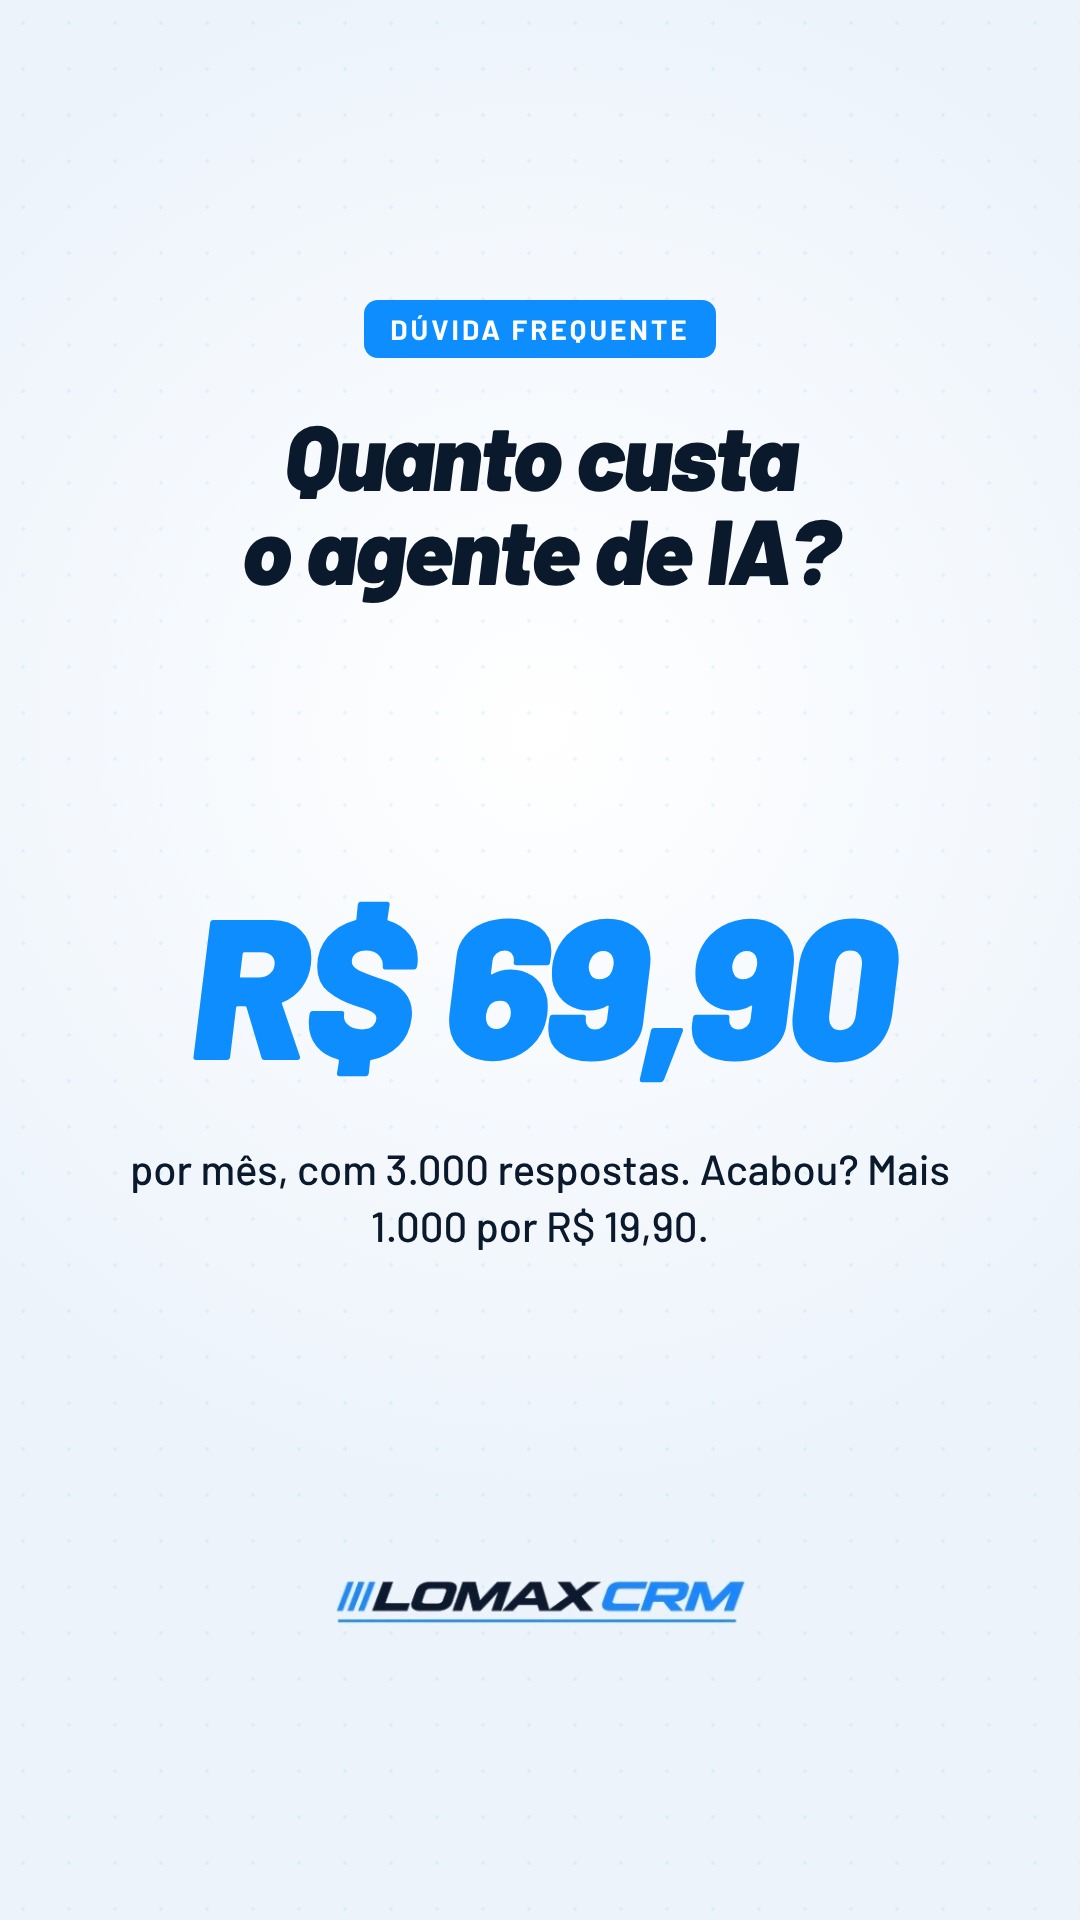 DÚVIDA FREQUENTE
Quanto custa
o agente de IA?
R$ 69,90
por mês, com 3.000 respostas. Acabou? Mais
1.000 por R$ 19,90.
LOMAX CRM